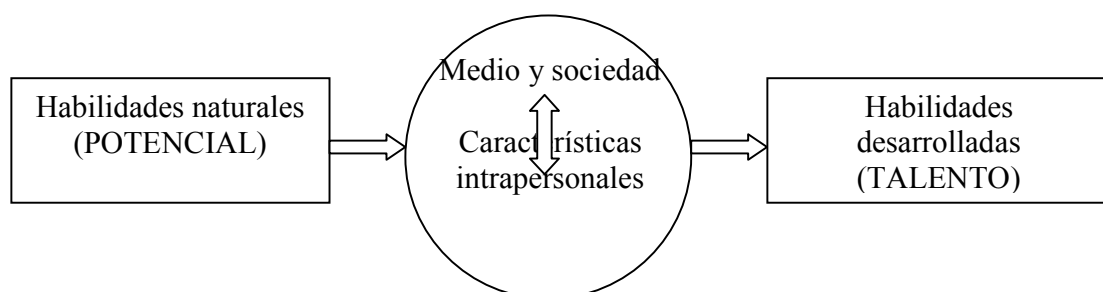 Habilidades naturales
(POTENCIAL)
Medio y sociedad
Características
intrapersonales
Habilidades
desarrolladas
(TALENTO)